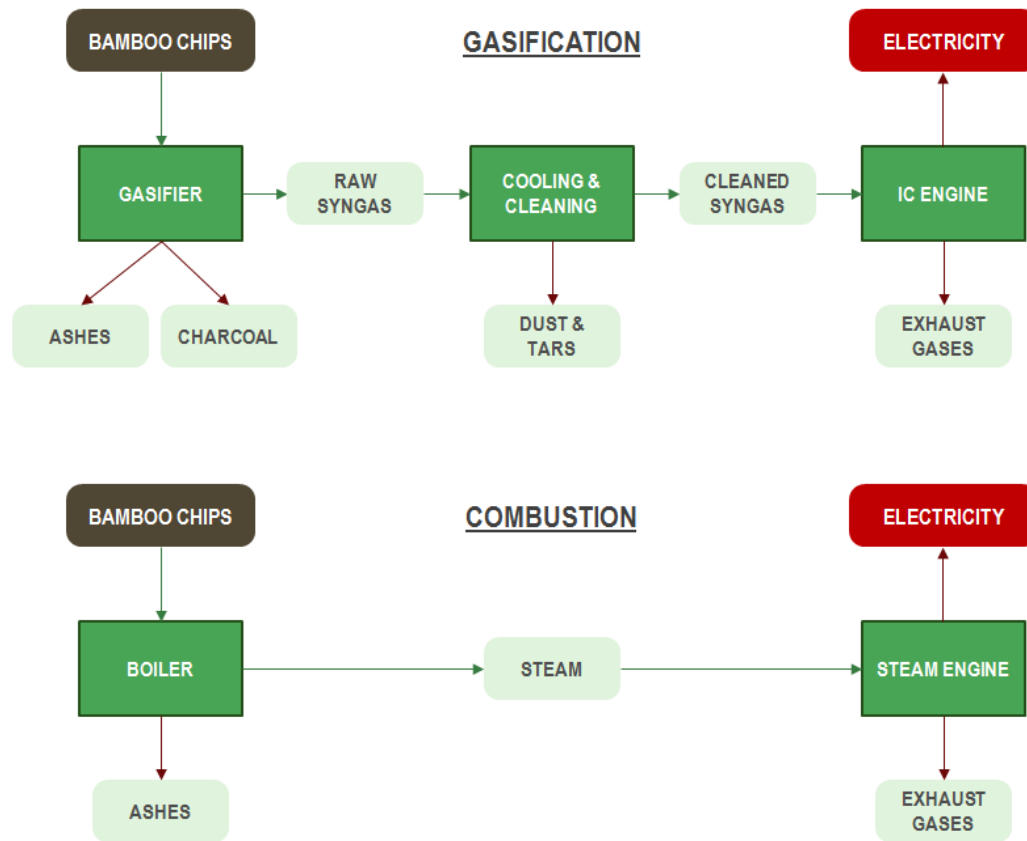 BAMBOO CHIPS
GASIFICATION
ELECTRICITY
GASIFIER
RAW
SYNGAS
COOLING &
CLEANING
CLEANED
SYNGAS
IC ENGINE
ASHES
CHARCOAL
DUST &
TARS
EXHAUST
GASES
BAMBOO CHIPS
COMBUSTION
ELECTRICITY
BOILER
STEAM
STEAM ENGINE
ASHES
EXHAUST
GASES